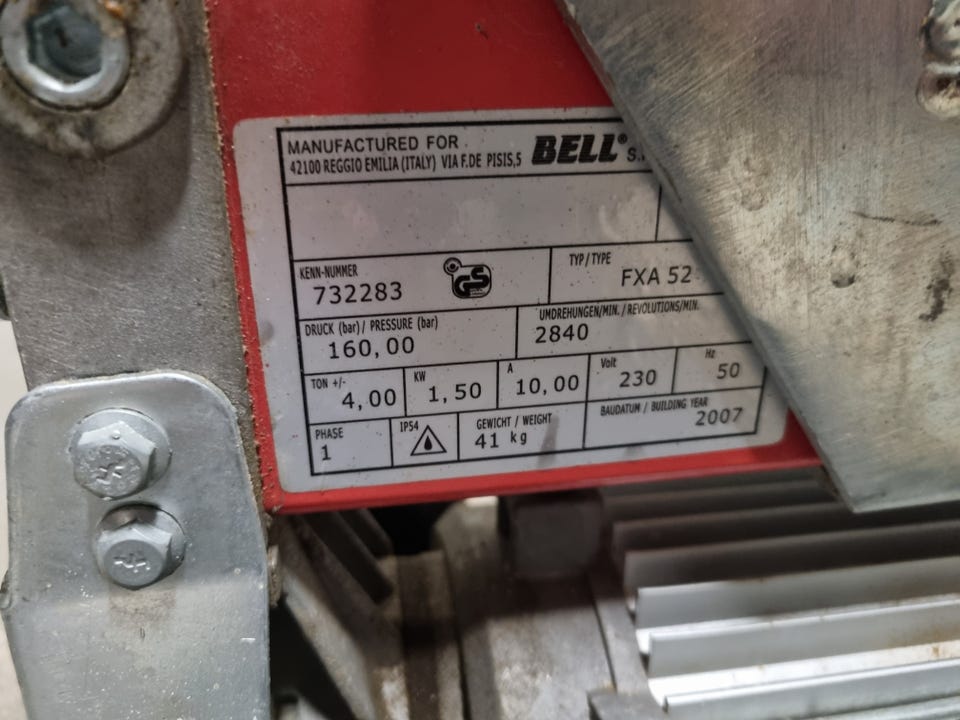 MANUFACTURED FOR BELL®
42100 REGGIO EMILIA (ITALY) VIA F.DE PISIS,5
KENN-NUMMER
732283
GS
TYP/TYPE
FXA 52
DRUCK (bar)/ PRESSURE (bar)
160,00
UMDREHUNGEN/MIN. / REVOLUTIONS/MIN.
2840
TON +/-
4,00
KW
1,50
A
10,00
Volt
230
Hz
50
PHASE
1
IP54
GEWICHT / WEIGHT
41 kg
BAUDATUM / BUILDING YEAR
2007